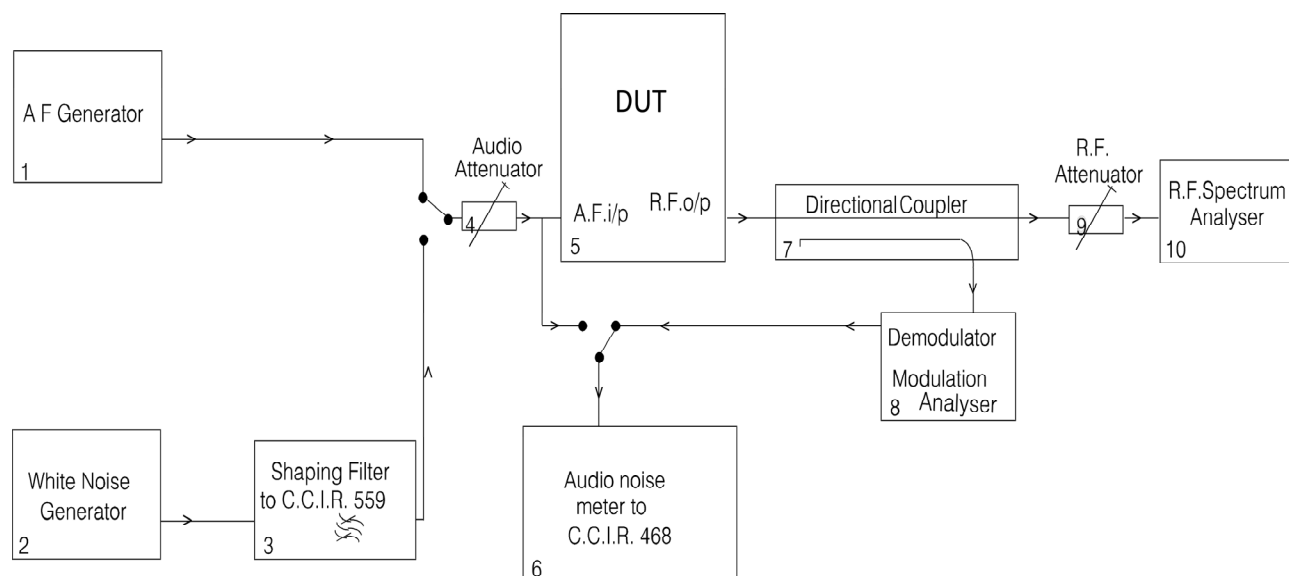 A F Generator
1
White Noise
Generator
2
Shaping Filter
to C.C.I.R. 559
3
Audio
Attenuator
4
DUT
A.F.i/p
R.F.o/p
5
Audio noise
meter to
C.C.I.R. 468
6
Directional Coupler
7
Demodulator
Modulation
Analyser
8
R.F.
Attenuator
9
R.F.Spectrum
Analyser
10